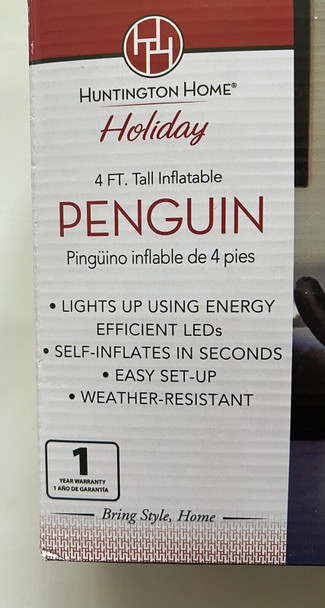 HH
HUNTINGTON HOME®
Holiday
4 FT. Tall Inflatable
PENGUIN
Pingüino inflable de 4 pies
• LIGHTS UP USING ENERGY
EFFICIENT LEDs
• SELF-INFLATES IN SECONDS
• EASY SET-UP
• WEATHER-RESISTANT
1
YEAR WARRANTY
1 AÑO DE GARANTÍA
Bring Style, Home